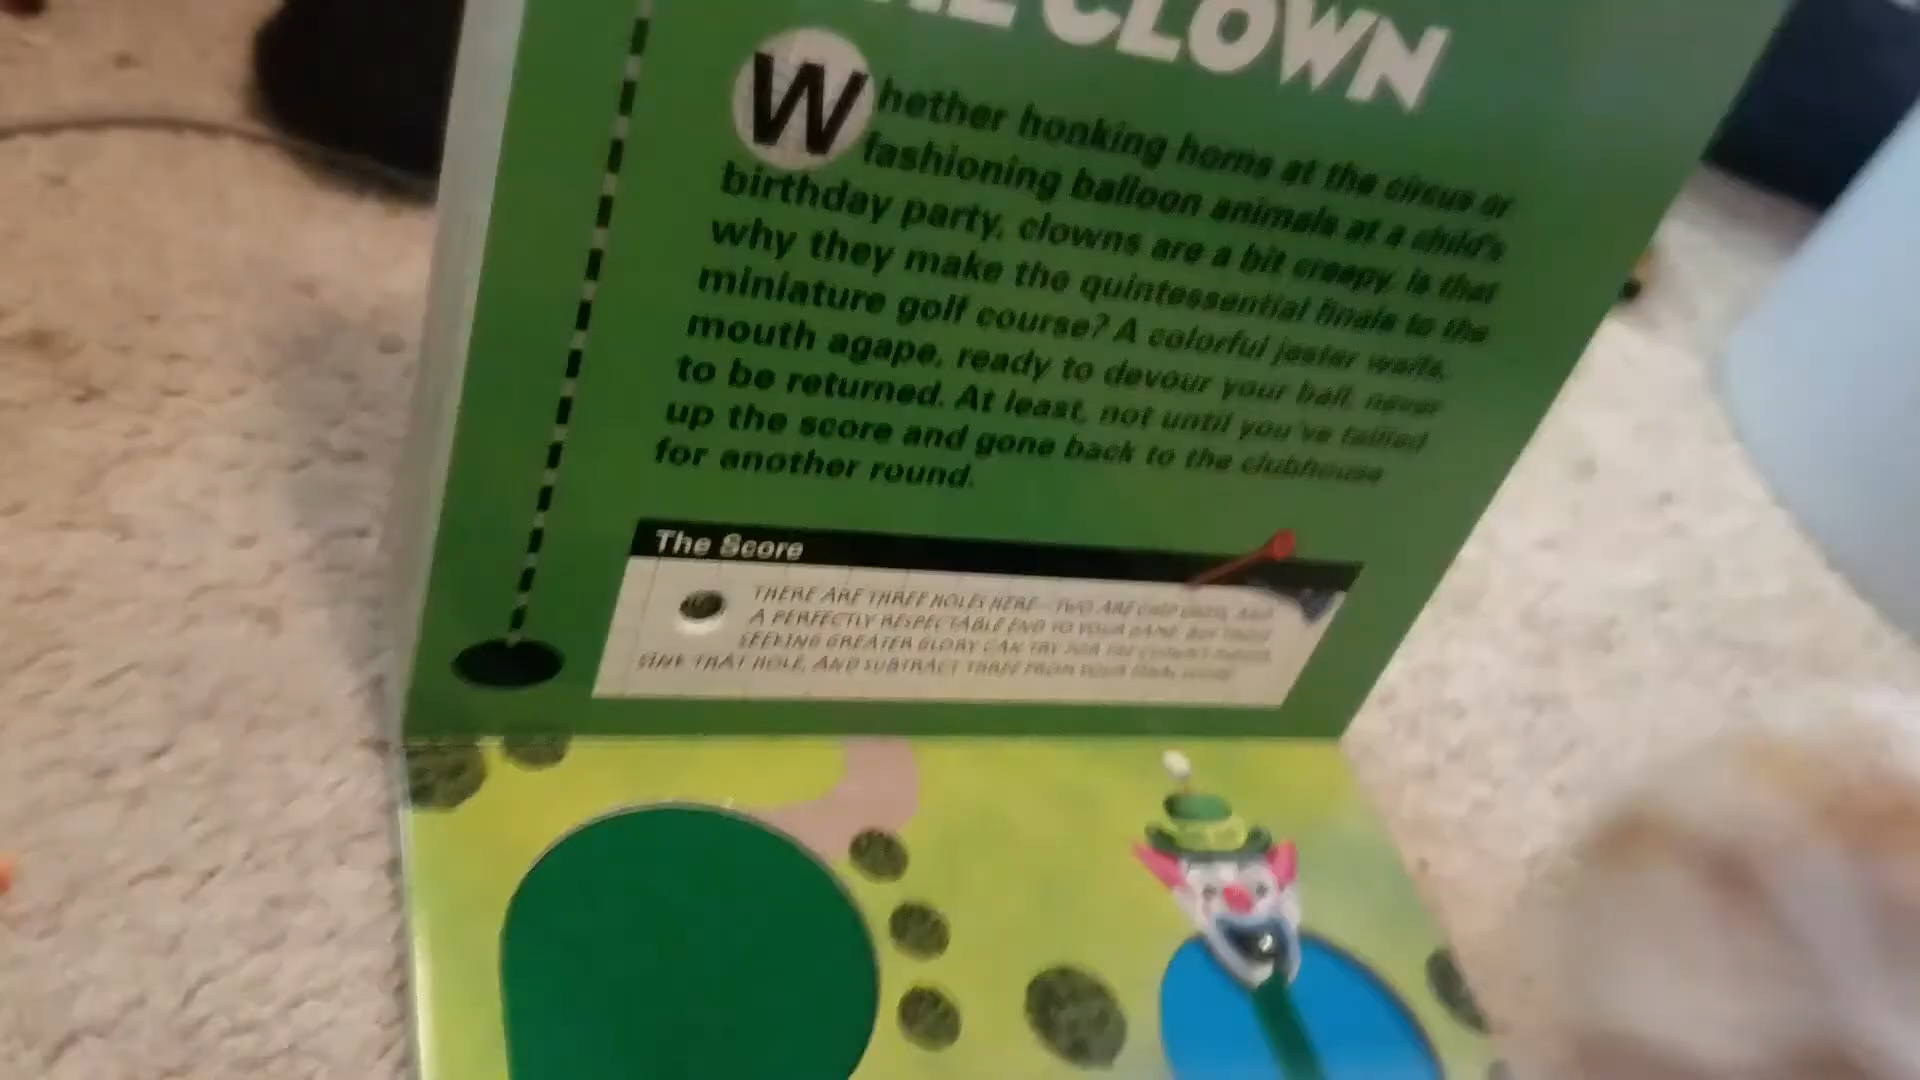 CLOWN
Whether honking horns at the circus or
fashioning balloon animals at a child's
birthday party, clowns are a bit creepy. Is that
why they make the quintessential finale to the
miniature golf course? A colorful jester waits,
mouth agape, ready to devour your ball, never
to be returned. At least, not until you've tallied
up the score and gone back to the clubhouse
for another round.
The Score
THERE ARE THREE HOLES HERE—TWO ARE
A PERFECTLY RESPECTABLE END TO YOUR GAME, BUT THOSE
SEEKING GREATER GLORY CAN TRY FOR THE CLOWN'S MOUTH.
SINK THAT HOLE, AND SUBTRACT THREE FROM YOUR FINAL SCORE.